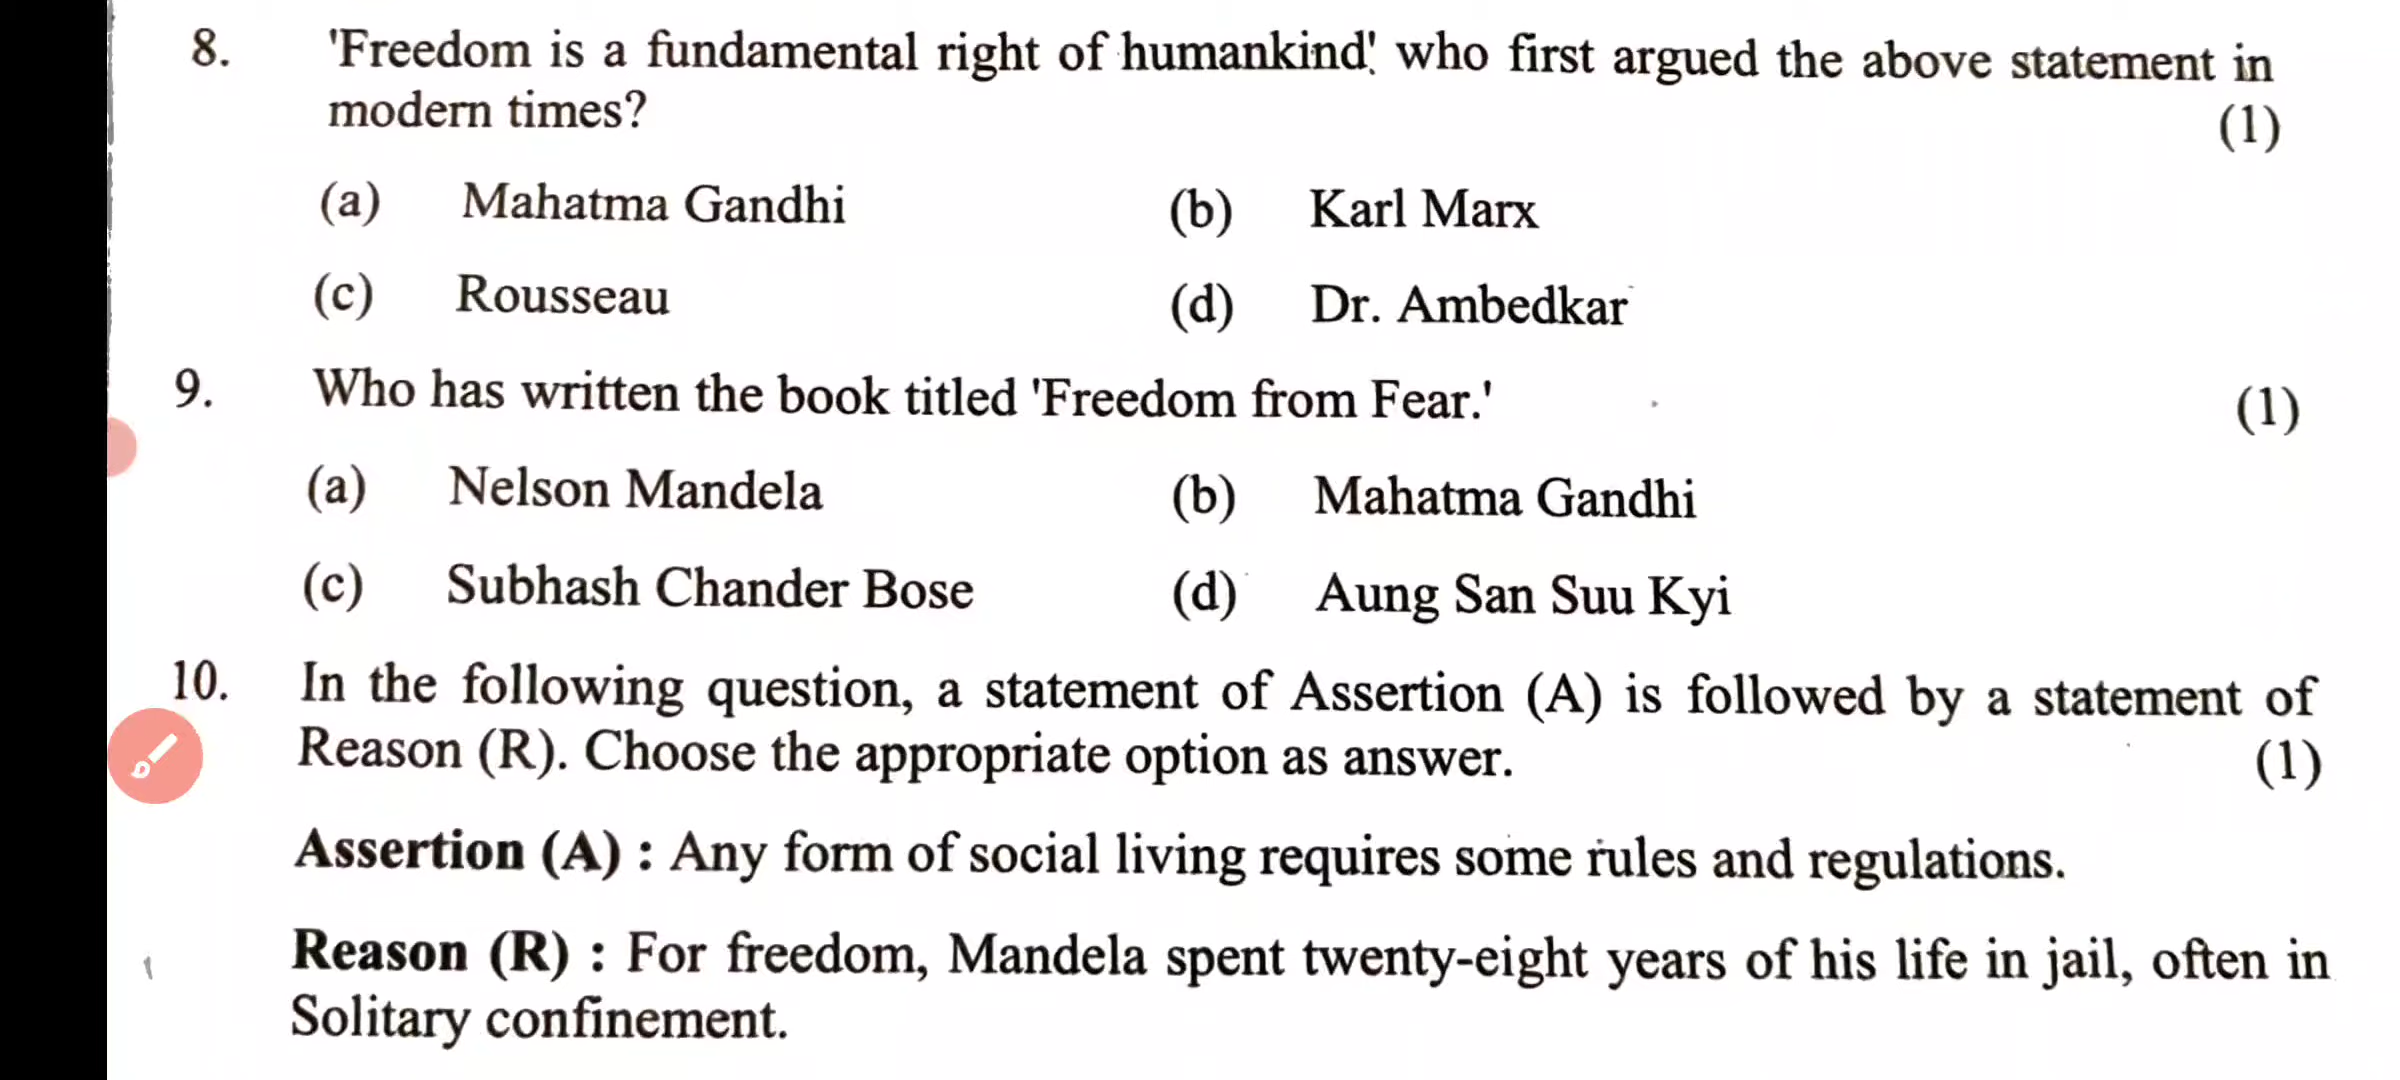 8. 'Freedom is a fundamental right of humankind'. who first argued the above statement in
modern times? (1)
(a) Mahatma Gandhi (b) Karl Marx
(c) Rousseau (d) Dr. Ambedkar
9. Who has written the book titled 'Freedom from Fear.' (1)
(a) Nelson Mandela (b) Mahatma Gandhi
(c) Subhash Chander Bose (d) Aung San Suu Kyi
10. In the following question, a statement of Assertion (A) is followed by a statement of
Reason (R). Choose the appropriate option as answer. (1)
Assertion (A) : Any form of social living requires some rules and regulations.
Reason (R) : For freedom, Mandela spent twenty-eight years of his life in jail, often in
Solitary confinement.